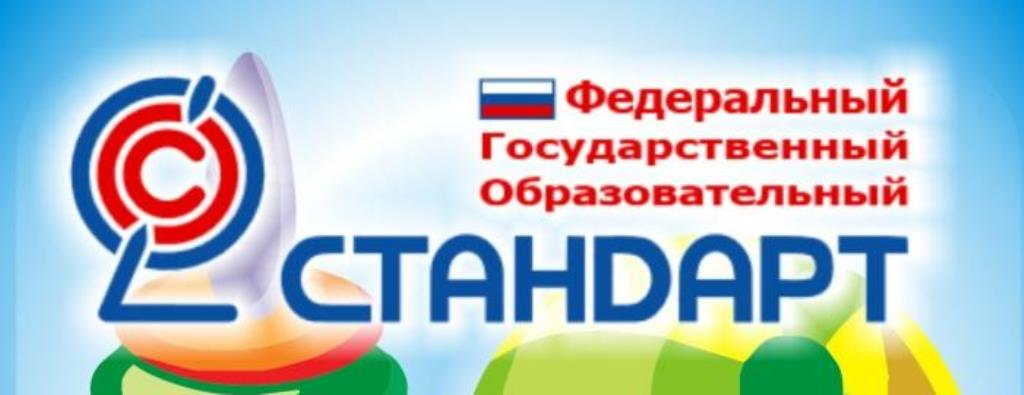 Федеральный
Государственный
Образовательный
СТАНДАРТ